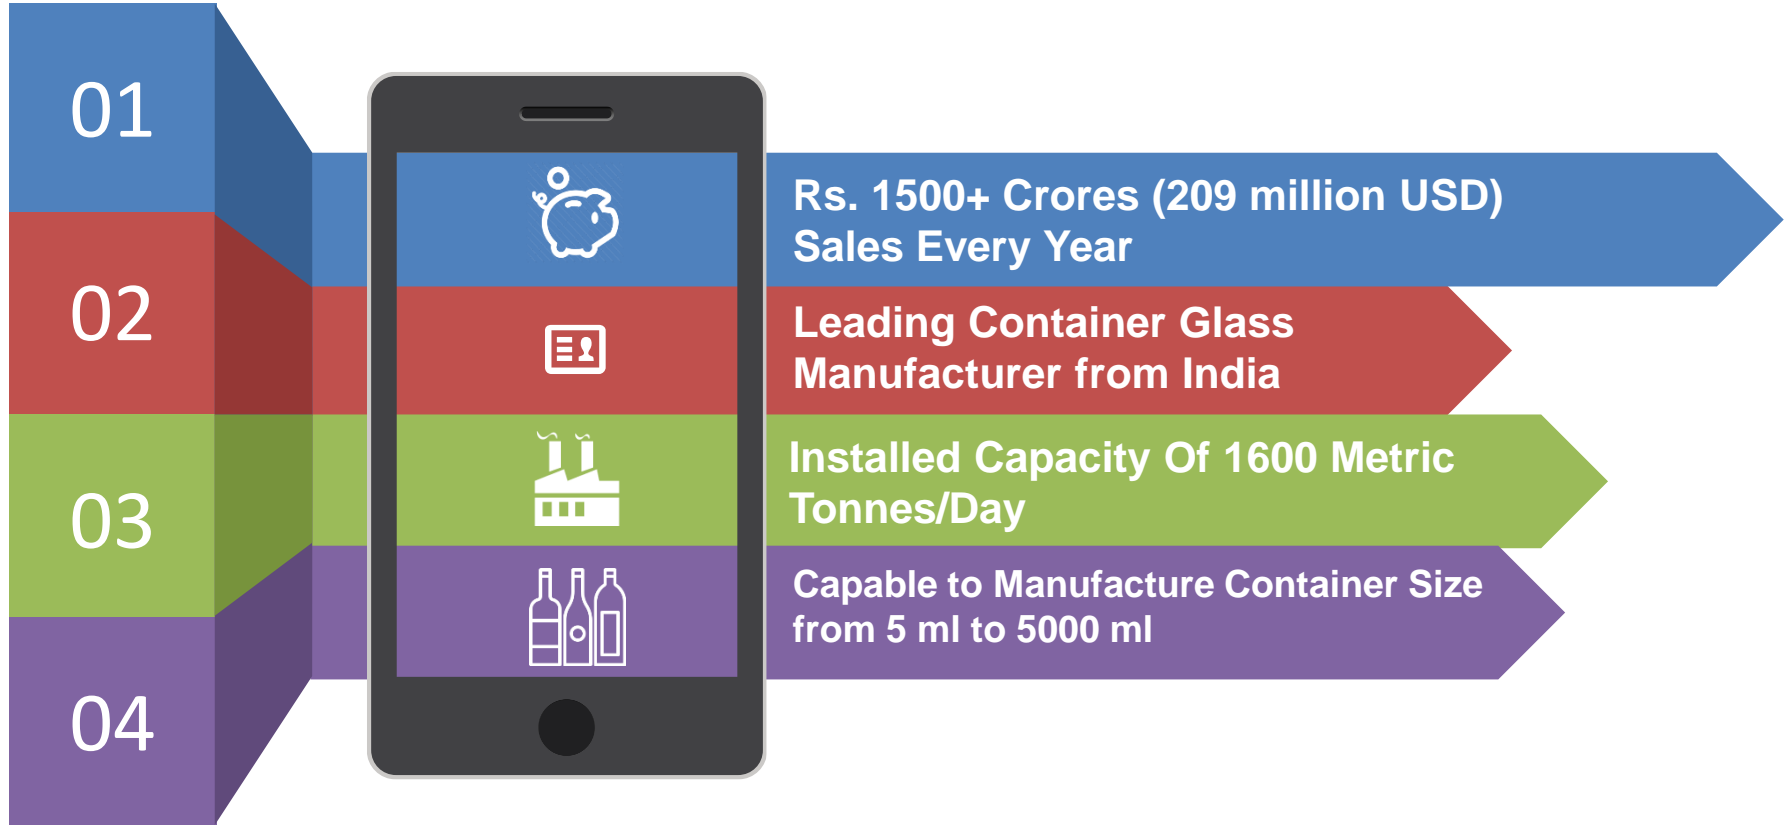 01
Rs. 1500+ Crores (209 million USD)
Sales Every Year
02
Leading Container Glass
Manufacturer from India
03
Installed Capacity Of 1600 Metric
Tonnes/Day
04
Capable to Manufacture Container Size
from 5 ml to 5000 ml